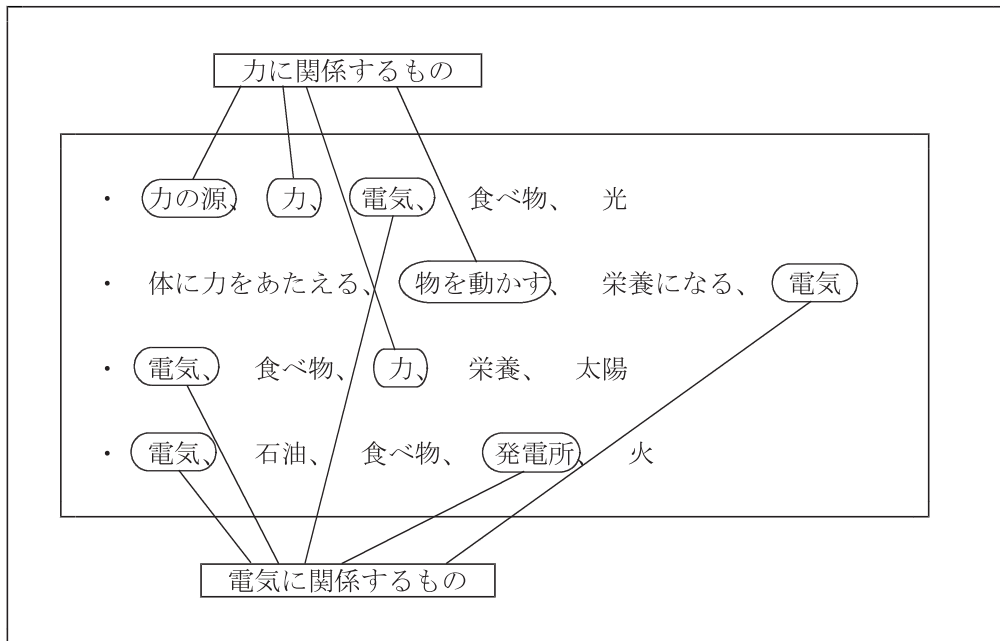 力に関係するもの
・ 力の源、 力、 電気、 食べ物、 光
・ 体に力をあたえる、 物を動かす、 栄養になる、 電気
・ 電気、 食べ物、 力、 栄養、 太陽
・ 電気、 石油、 食べ物、 発電所、 火
電気に関係するもの